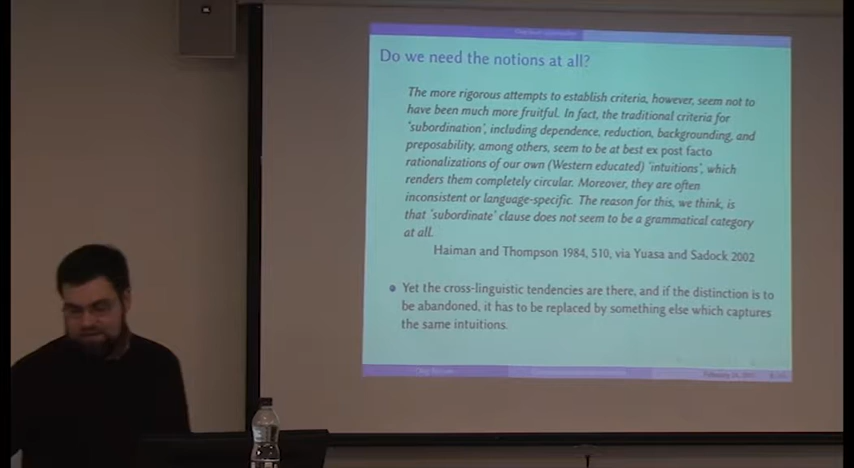 Do we need the notions at all?
The more rigorous attempts to establish criteria, however, seem not to
have been much more fruitful. In fact, the traditional criteria for
'subordination', including dependence, reduction, backgrounding, and
preposability, among others, seem to be at best ex post facto
rationalizations of our own (Western educated) 'intuitions', which
renders them completely circular. Moreover, they are often
inconsistent or language-specific. The reason for this, we think, is
that 'subordinate' clause does not seem to be a grammatical category
at all.
Haiman and Thompson 1984, 510, via Yuasa and Sadock 2002
Yet the cross-linguistic tendencies are there, and if the distinction is to
be abandoned, it has to be replaced by something else which captures
the same intuitions.